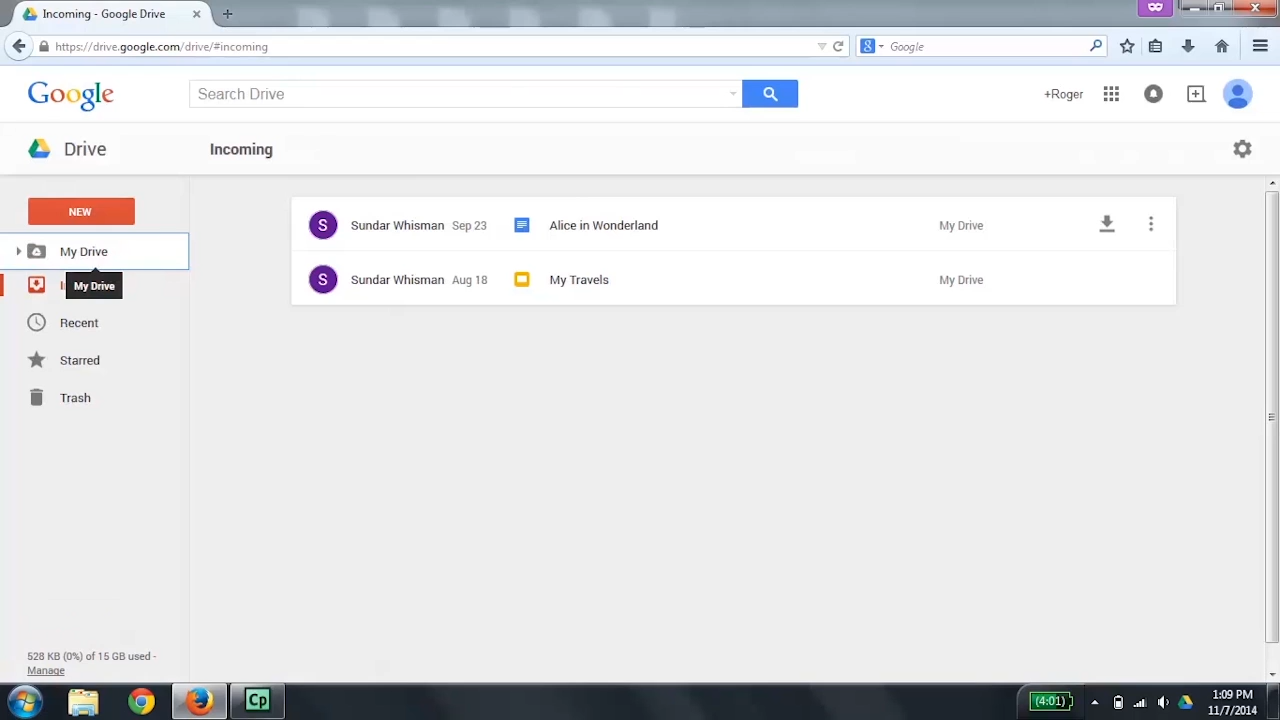 Incoming - Google Drive
https://drive.google.com/drive/#incoming
Google
Google
Search Drive
+Roger
Drive
Incoming
NEW
My Drive
My Drive
Recent
Starred
Trash
S Sundar Whisman Sep 23 Alice in Wonderland My Drive
S Sundar Whisman Aug 18 My Travels My Drive
528 KB (0%) of 15 GB used -
Manage
Cp
(4:01)
1:09 PM
11/7/2014